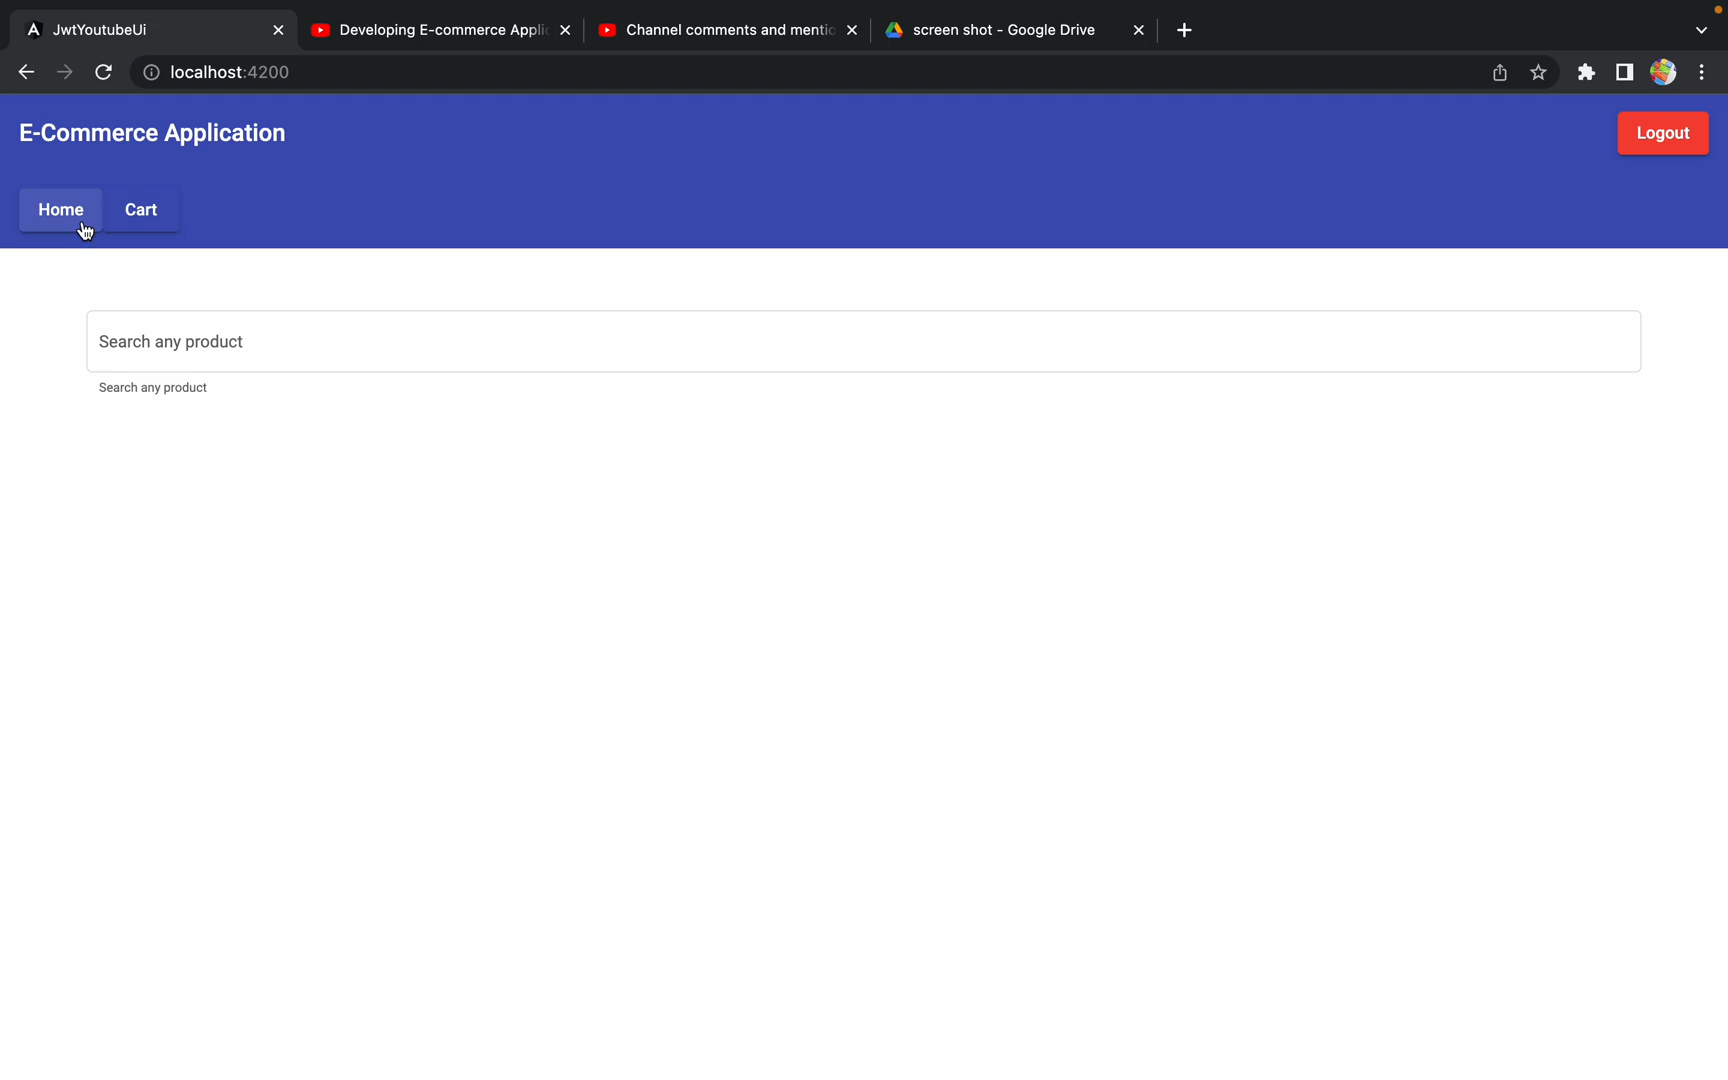 JwtYoutubeUi
Developing E-commerce Applic
Channel comments and mentio
screen shot - Google Drive
localhost:4200
E-Commerce Application
Logout
Home
Cart
Search any product
Search any product